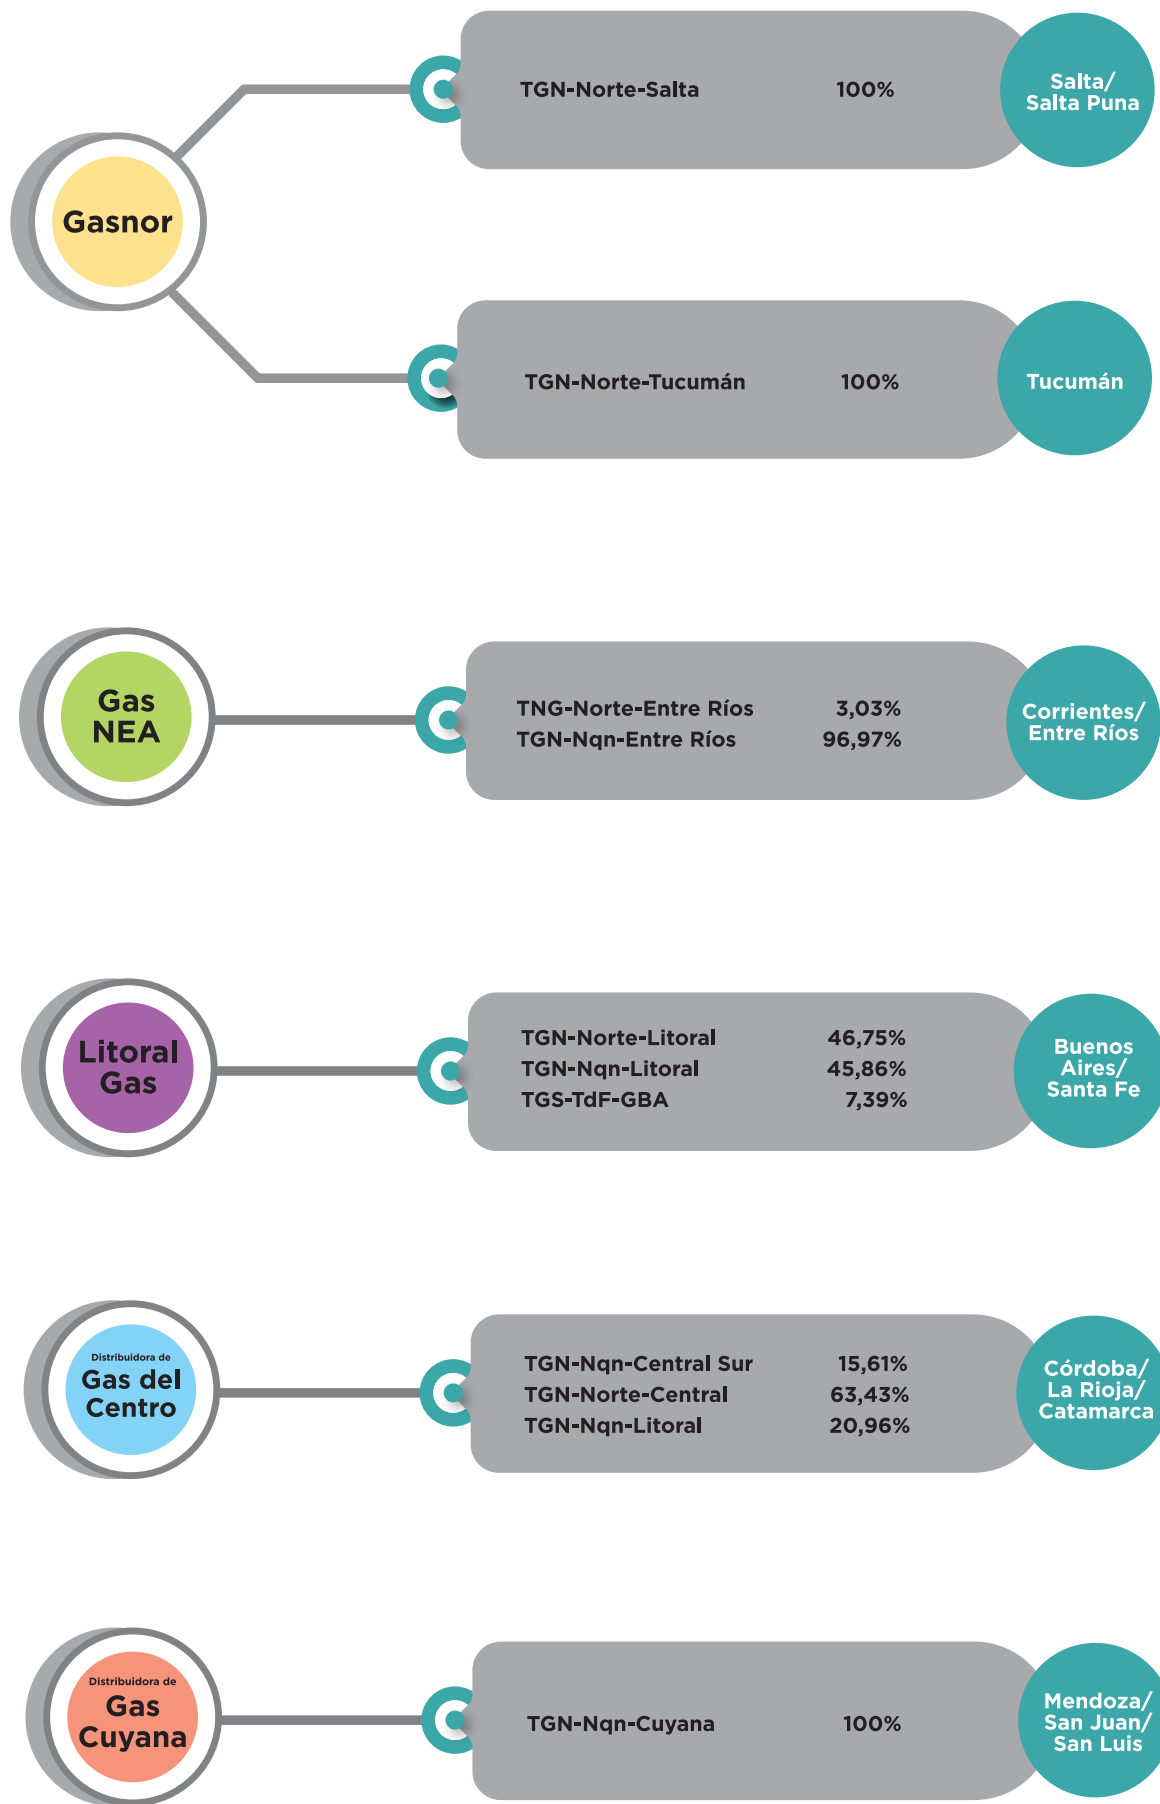 Gasnor
TGN-Norte-Salta 100%
Salta/
Salta Puna
TGN-Norte-Tucumán 100%
Tucumán
Gas
NEA
TNG-Norte-Entre Ríos 3,03%
TGN-Nqn-Entre Ríos 96,97%
Corrientes/
Entre Ríos
Litoral
Gas
TGN-Norte-Litoral 46,75%
TGN-Nqn-Litoral 45,86%
TGS-TdF-GBA 7,39%
Buenos
Aires/
Santa Fe
Distribuidora de
Gas del
Centro
TGN-Nqn-Central Sur 15,61%
TGN-Norte-Central 63,43%
TGN-Nqn-Litoral 20,96%
Córdoba/
La Rioja/
Catamarca
Distribuidora de
Gas
Cuyana
TGN-Nqn-Cuyana 100%
Mendoza/
San Juan/
San Luis